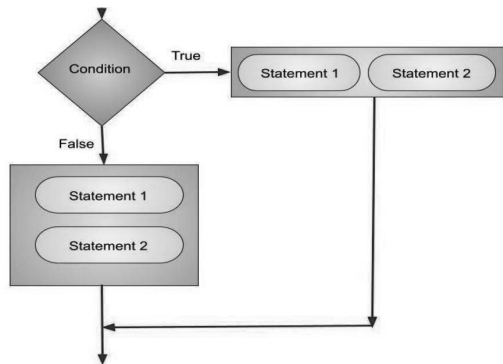 Condition
True
Statement 1
Statement 2
False
Statement 1
Statement 2